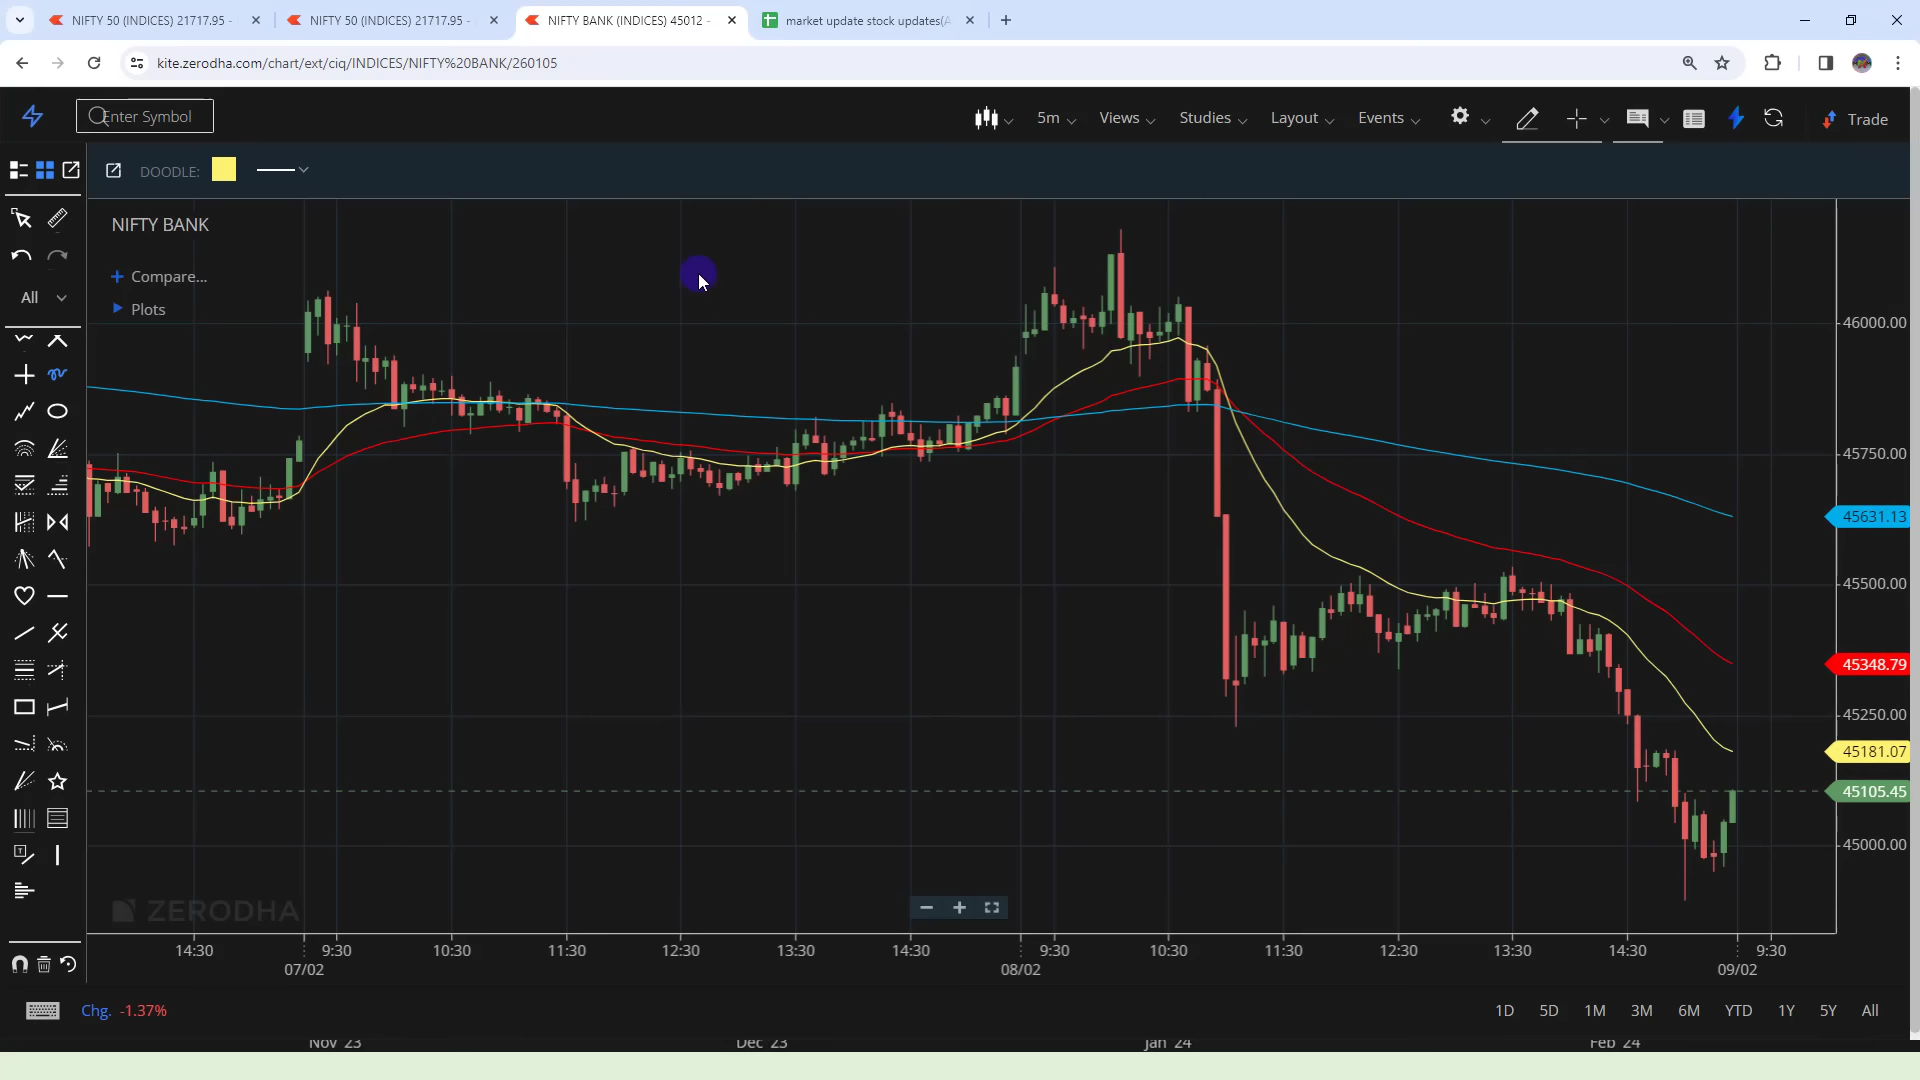 NIFTY 50 (INDICES) 21717.95 -
NIFTY 50 (INDICES) 21717.95 -
NIFTY BANK (INDICES) 45012 -
market update stock updates(A
kite.zerodha.com/chart/ext/ciq/INDICES/NIFTY%20BANK/260105
Enter Symbol
5m
Views
Studies
Layout
Events
Trade
DOODLE:
NIFTY BANK
Compare...
Plots
All
46000.00
45750.00
45631.13
45500.00
45348.79
45250.00
45181.07
45105.45
45000.00
ZERODHA
14:30 9:30 10:30 11:30 12:30 13:30 14:30 9:30 10:30 11:30 12:30 13:30 14:30 9:30
07/02 08/02 09/02
Chg. -1.37%
1D 5D 1M 3M 6M YTD 1Y 5Y All
Nov 23 Dec 23 Jan 24 Feb 24